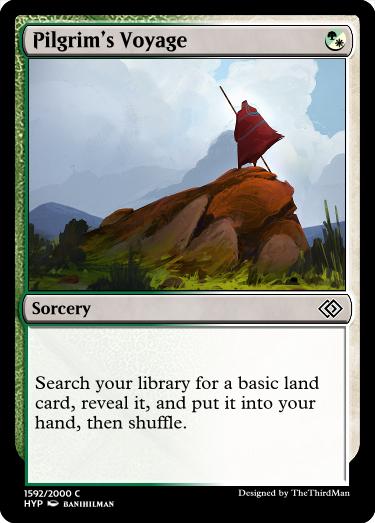 Pilgrim's Voyage
Sorcery
Search your library for a basic land
card, reveal it, and put it into your
hand, then shuffle.
1592/2000 C
HYP BANIHILMAN
Designed by TheThirdMan